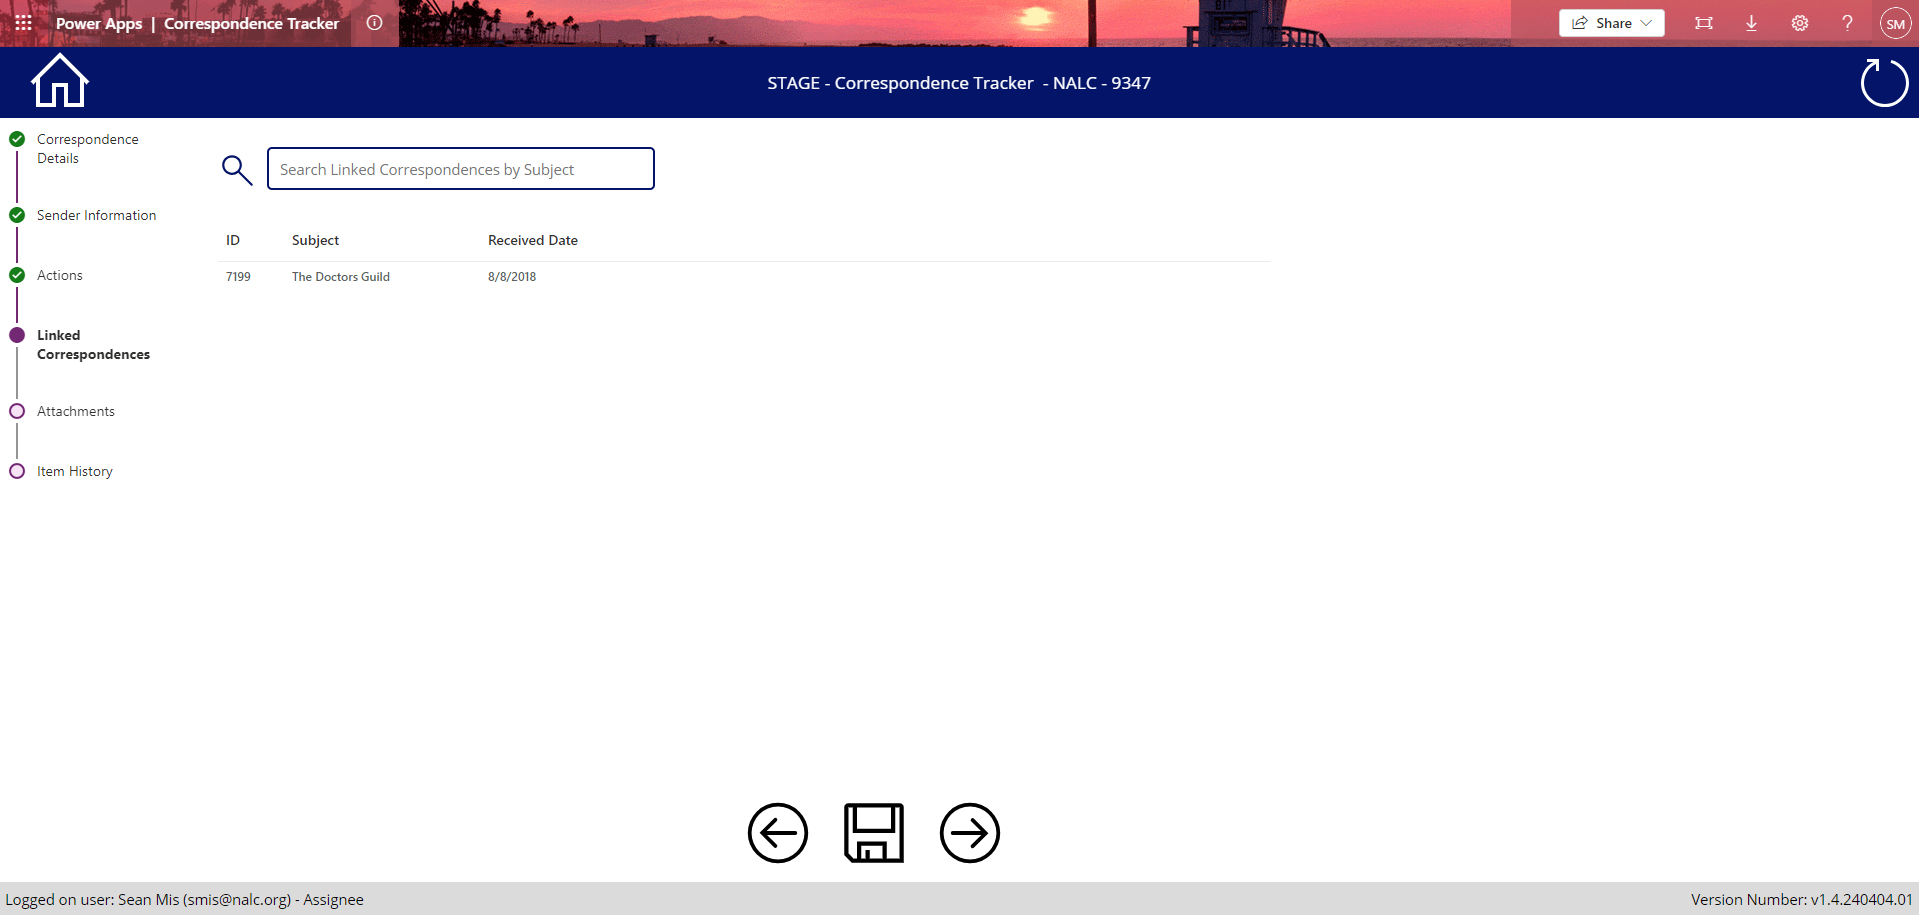 Power Apps | Correspondence Tracker
Share
?
SM
STAGE - Correspondence Tracker - NALC - 9347
Correspondence
Details
Sender Information
Actions
Linked
Correspondences
Attachments
Item History
Search Linked Correspondences by Subject
ID Subject Received Date
7199 The Doctors Guild 8/8/2018
Logged on user: Sean Mis (smis@nalc.org) - Assignee
Version Number: v1.4.240404.01